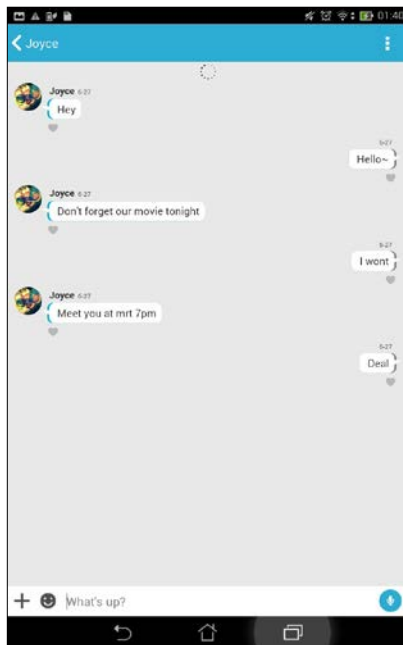 01:40
Joyce
Joyce 6-27
Hey
6-27
Hello~
Joyce 6-27
Don't forget our movie tonight
6-27
I wont
Joyce 6-27
Meet you at mrt 7pm
6-27
Deal
What's up?